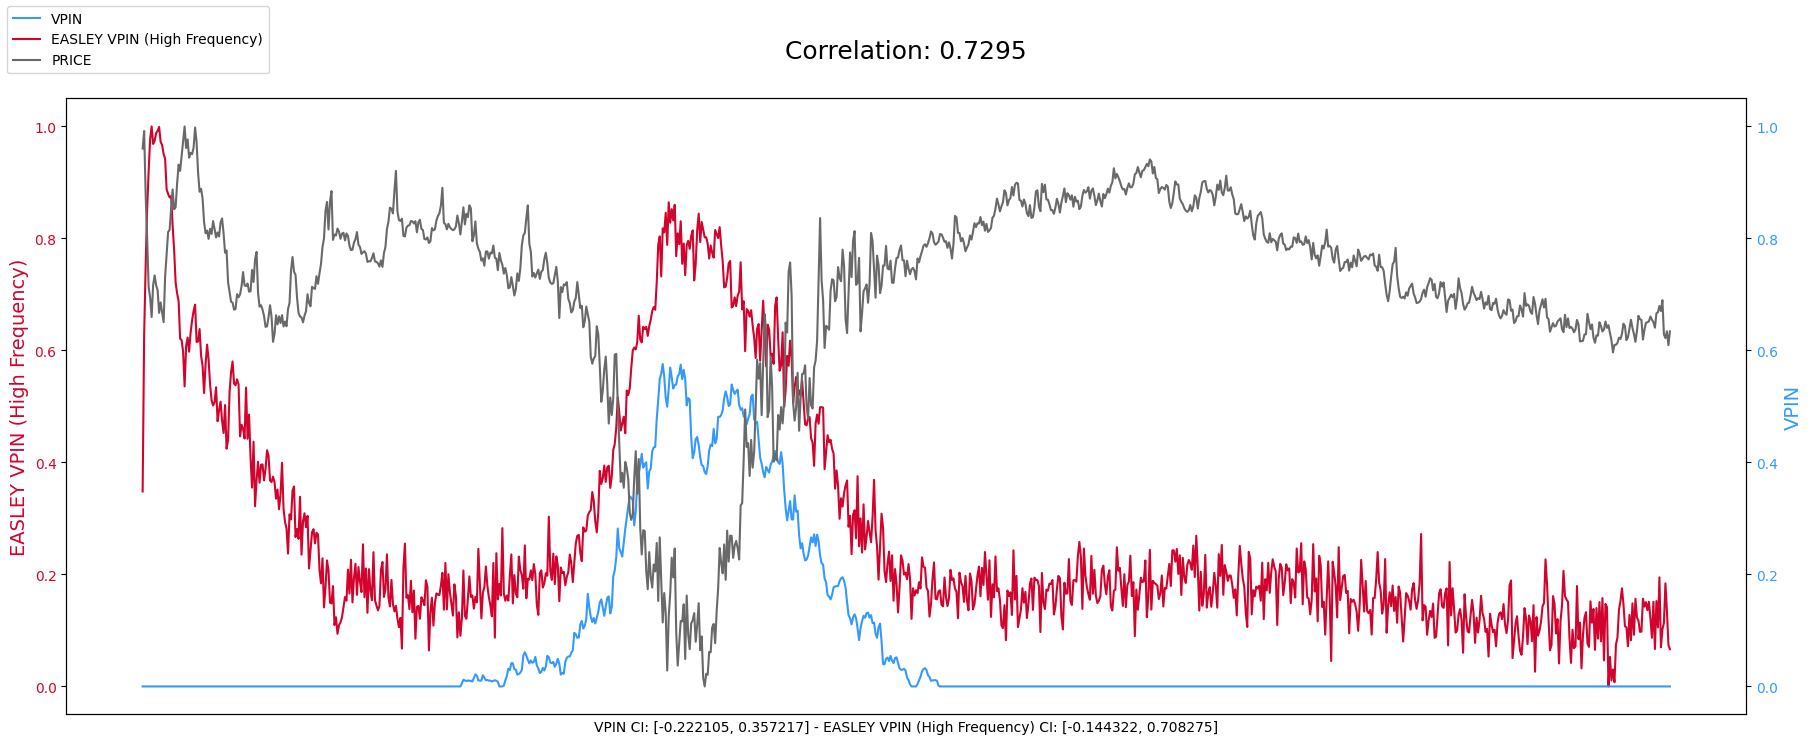 VPIN
EASLEY VPIN (High Frequency)
PRICE
Correlation: 0.7295
EASLEY VPIN (High Frequency)
1.0
0.8
0.6
0.4
0.2
0.0
1.0
0.8
0.6
0.4
0.2
0.0
VPIN
VPIN CI: [-0.222105, 0.357217] - EASLEY VPIN (High Frequency) CI: [-0.144322, 0.708275]